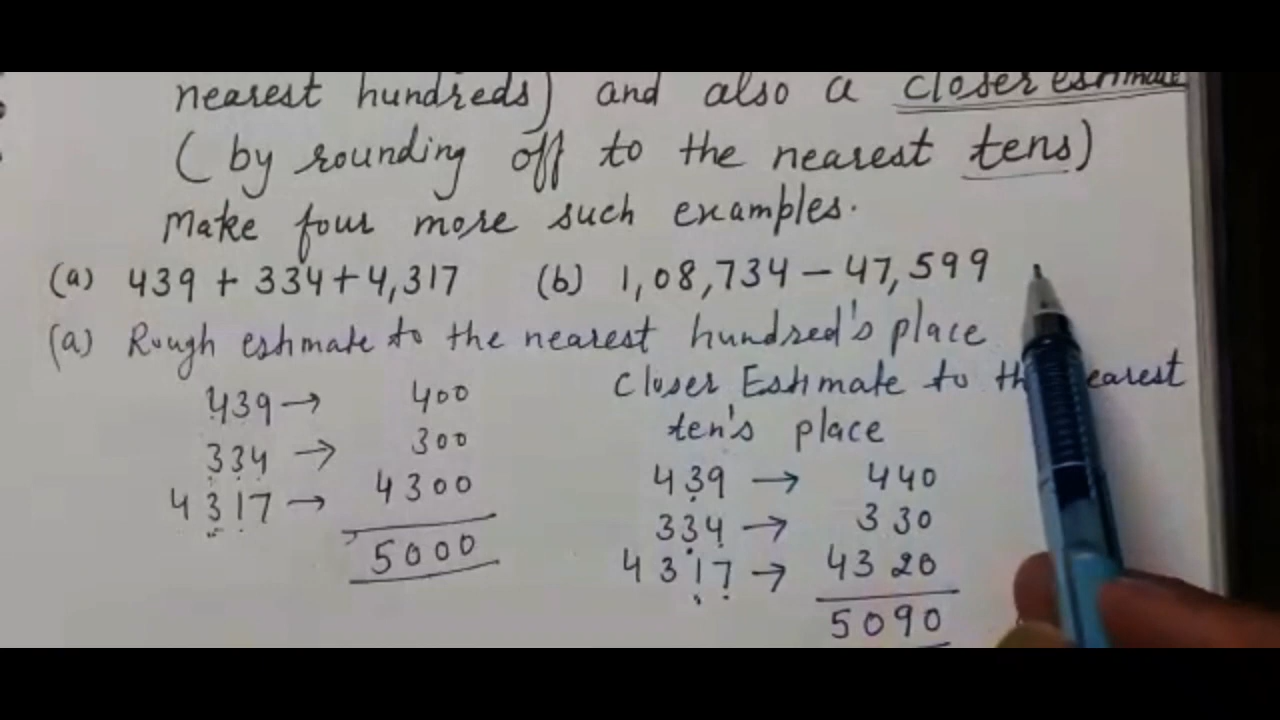 nearest hundreds) and also a closer estimate
(by rounding off to the nearest tens)
Make four more such examples.
(a) 439 + 334 + 4,317 (b) 1,08,734 – 47,599
(a) Rough estimate to the nearest hundred's place
439 → 400
334 → 300
4317 → 4300
5000
Closer Estimate to the nearest
ten's place
439 → 440
334 → 330
4317 → 4320
5090